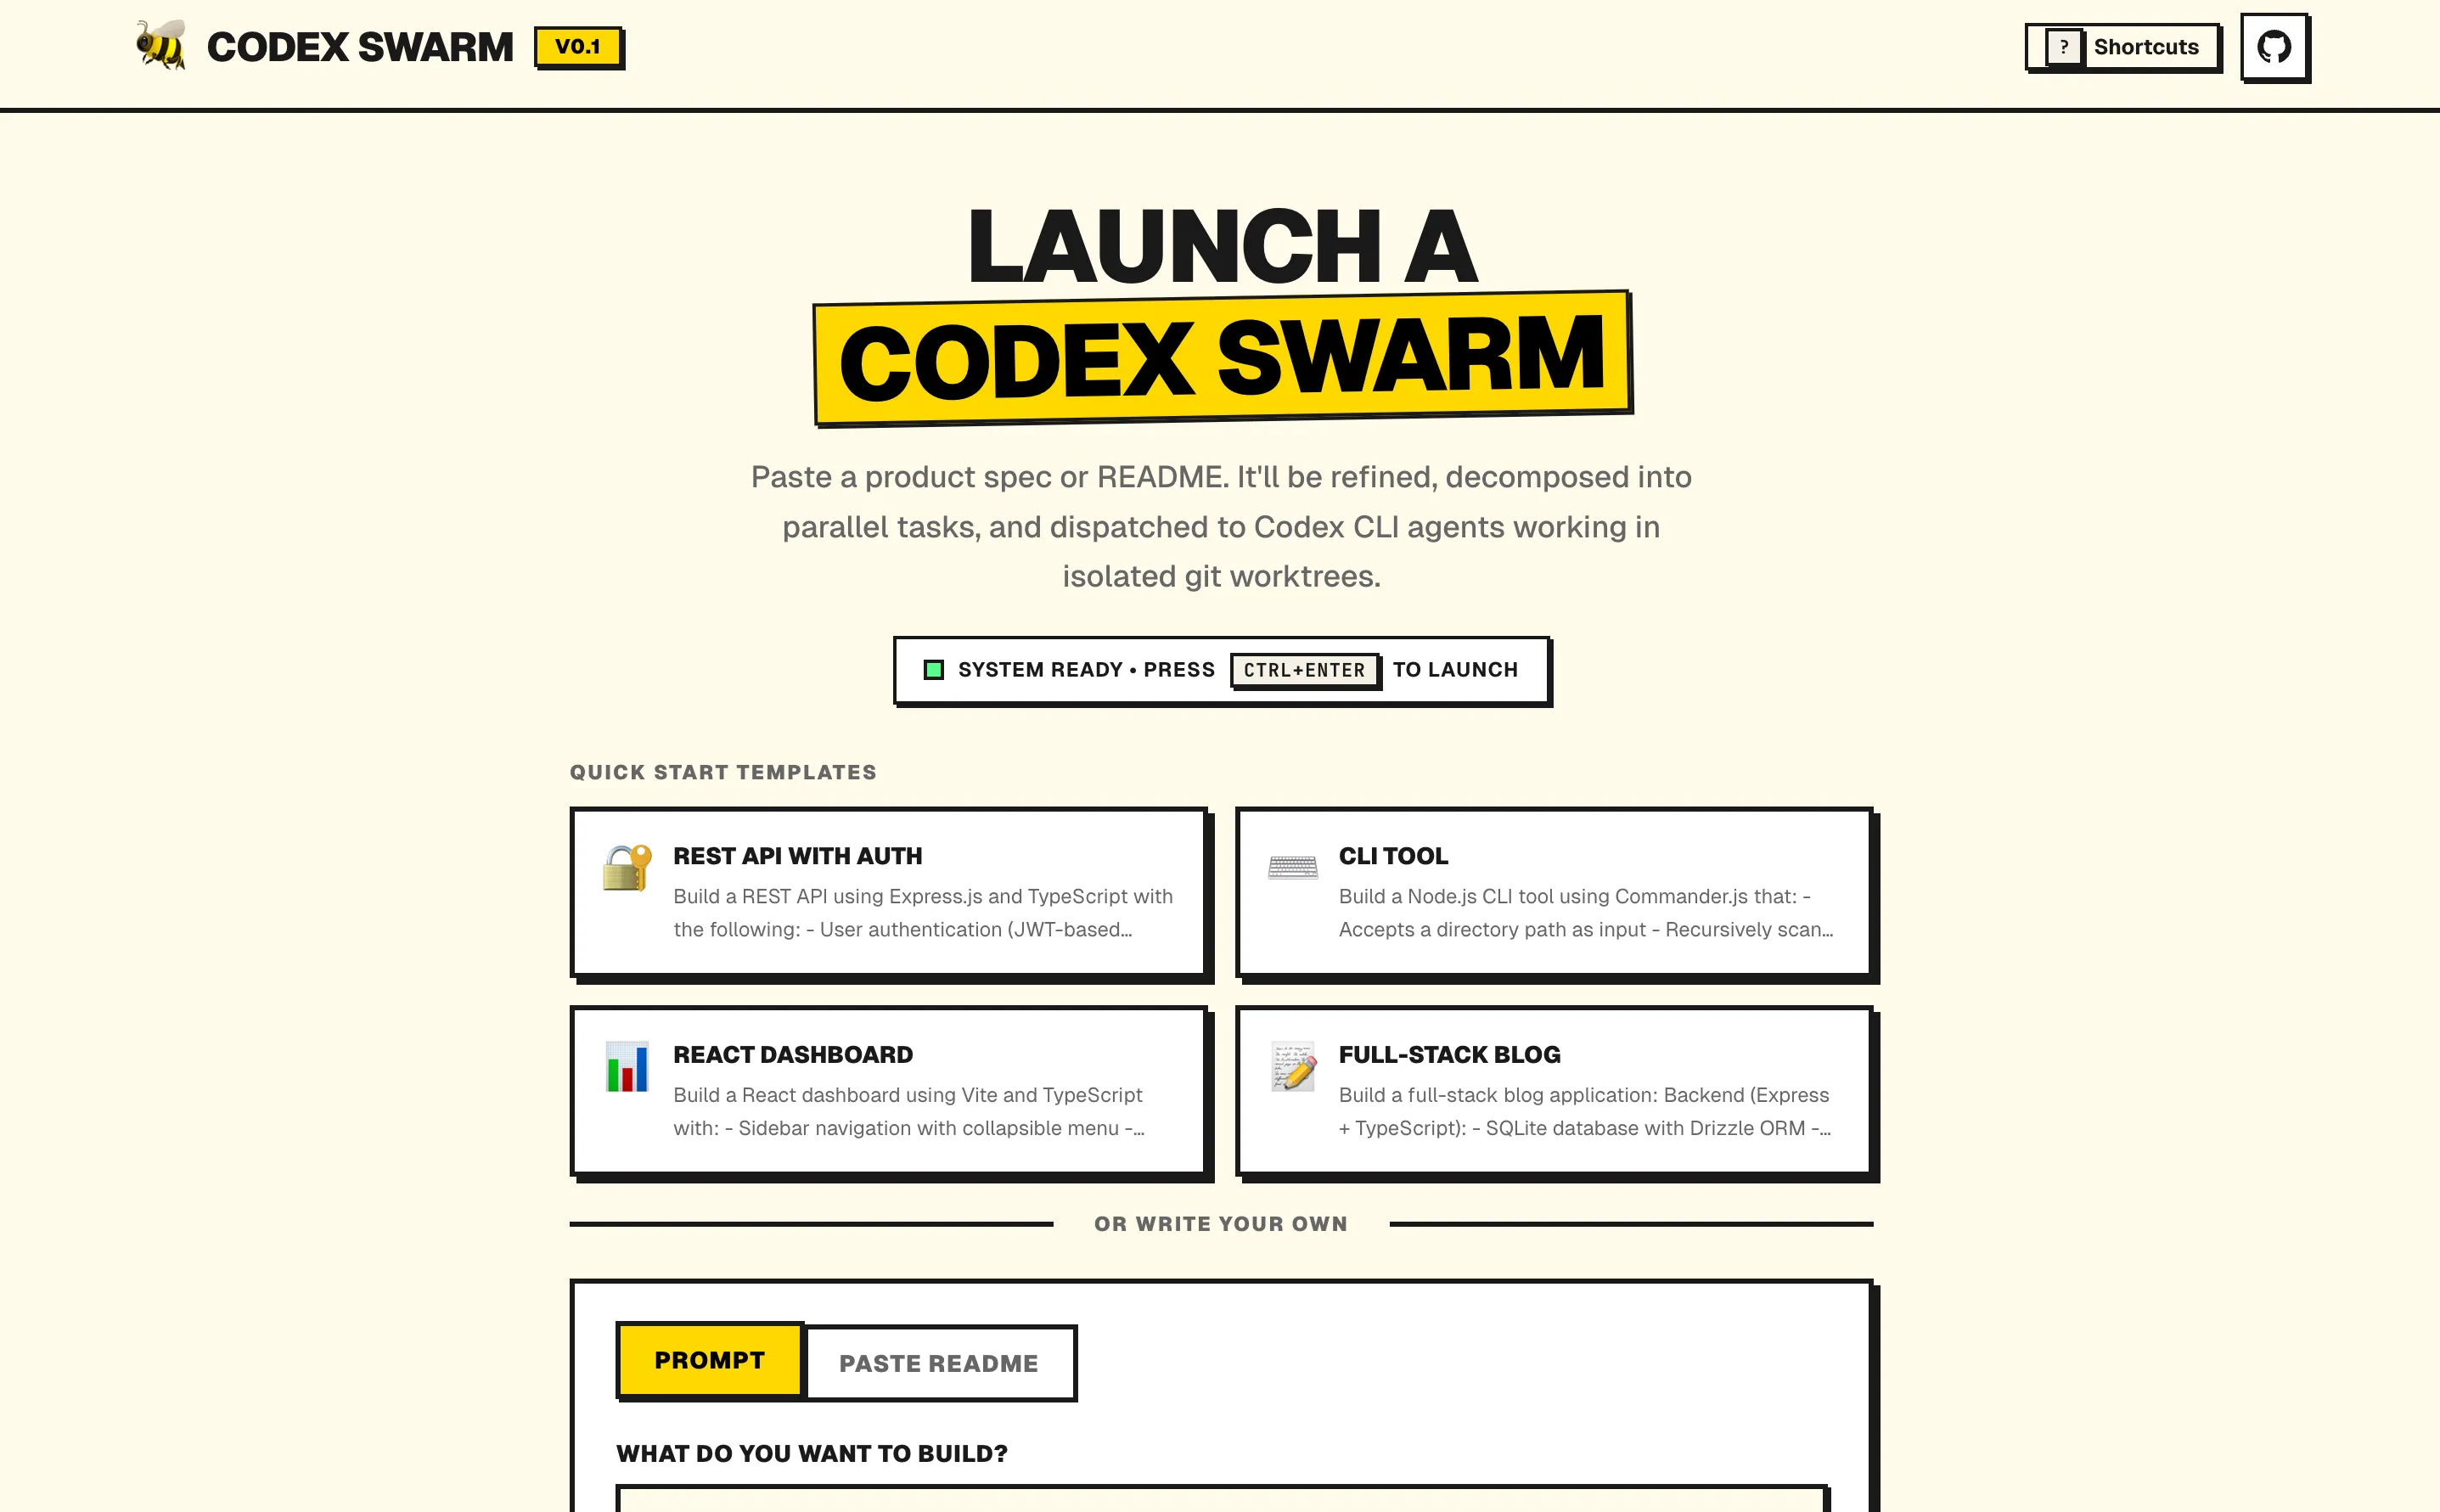 CODEX SWARM V0.1
? Shortcuts
LAUNCH A
CODEX SWARM
Paste a product spec or README. It'll be refined, decomposed into
parallel tasks, and dispatched to Codex CLI agents working in
isolated git worktrees.
SYSTEM READY • PRESS CTRL+ENTER TO LAUNCH
QUICK START TEMPLATES
REST API WITH AUTH
Build a REST API using Express.js and TypeScript with
the following: - User authentication (JWT-based...
CLI TOOL
Build a Node.js CLI tool using Commander.js that: -
Accepts a directory path as input - Recursively scan...
REACT DASHBOARD
Build a React dashboard using Vite and TypeScript
with: - Sidebar navigation with collapsible menu -...
FULL-STACK BLOG
Build a full-stack blog application: Backend (Express
+ TypeScript): - SQLite database with Drizzle ORM -...
OR WRITE YOUR OWN
PROMPT
PASTE README
WHAT DO YOU WANT TO BUILD?